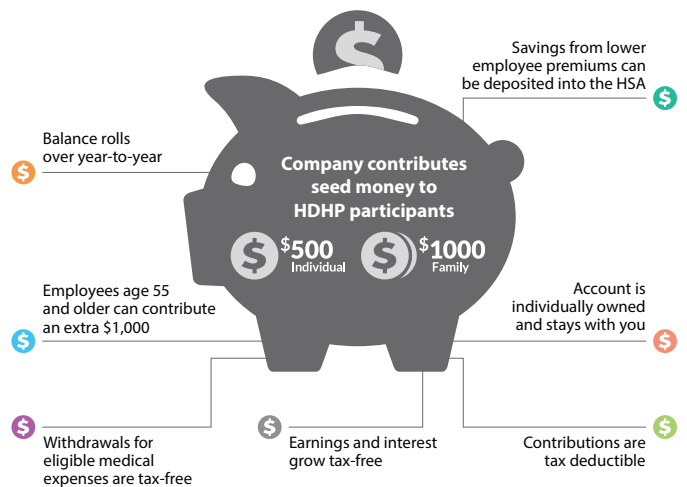 $
Savings from lower
employee premiums can
be deposited into the HSA
$
Balance rolls
over year-to-year
$
Company contributes
seed money to
HDHP participants
$ $500
Individual
$ $1000
Family
Employees age 55
and older can contribute
an extra $1,000
$
Account is
individually owned
and stays with you
$
$
Withdrawals for
eligible medical
expenses are tax-free
$
Earnings and interest
grow tax-free
$
Contributions are
tax deductible